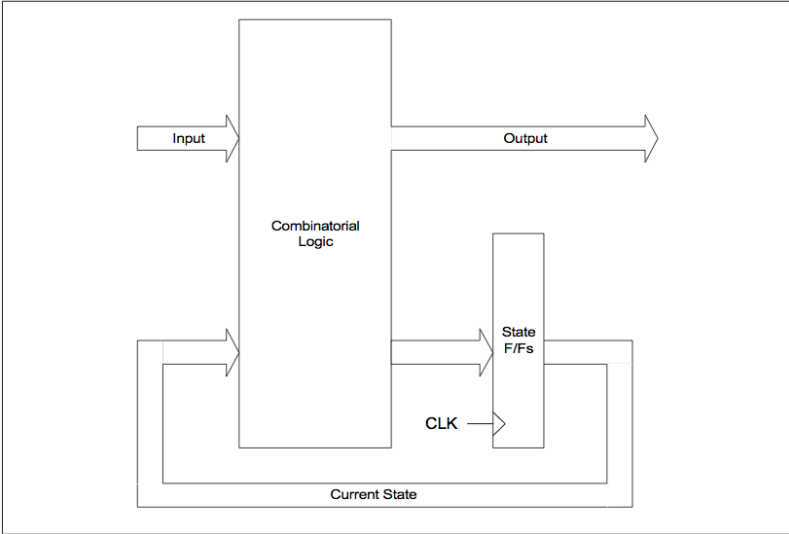 Input
Output
Combinatorial
Logic
State
F/Fs
CLK
Current State